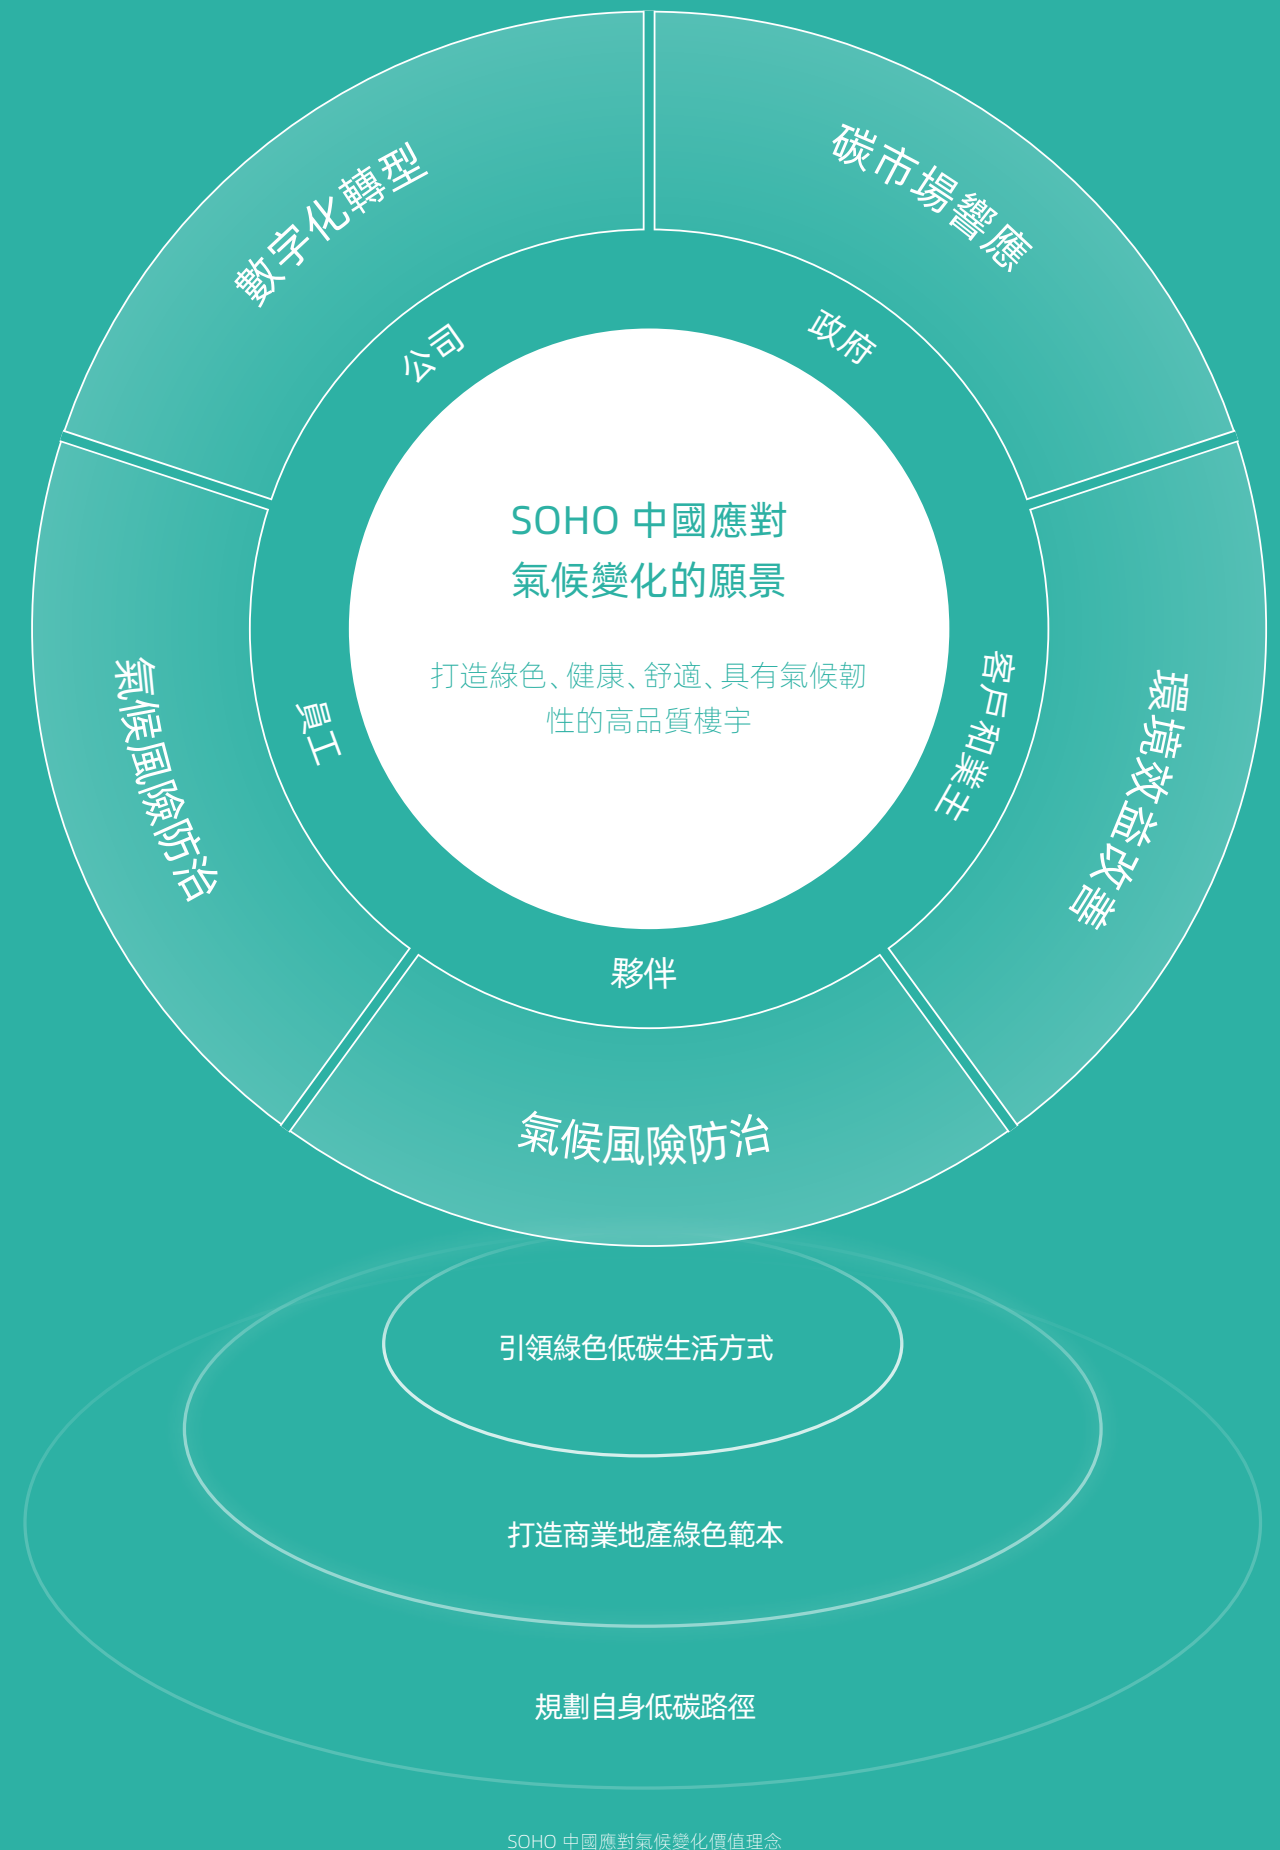 數字化轉型
碳市場響應
公司
政府
SOHO 中國應對
氣候變化的願景
打造綠色、健康、舒適、具有氣候韌
性的高品質樓宇
氣候風險防治
員工
客戶和業主
環境效益改善
夥伴
氣候風險防治
引領綠色低碳生活方式
打造商業地產綠色範本
規劃自身低碳路徑
SOHO 中國應對氣候變化價值理念